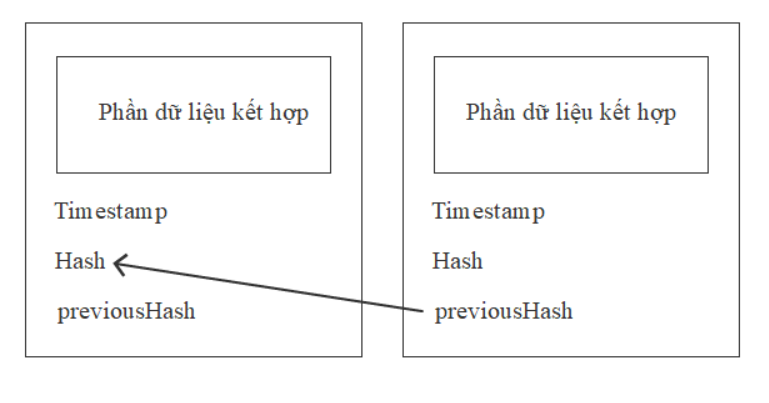 Phần dữ liệu kết hợp
Timestamp
Hash
previousHash
Phần dữ liệu kết hợp
Timestamp
Hash
previousHash